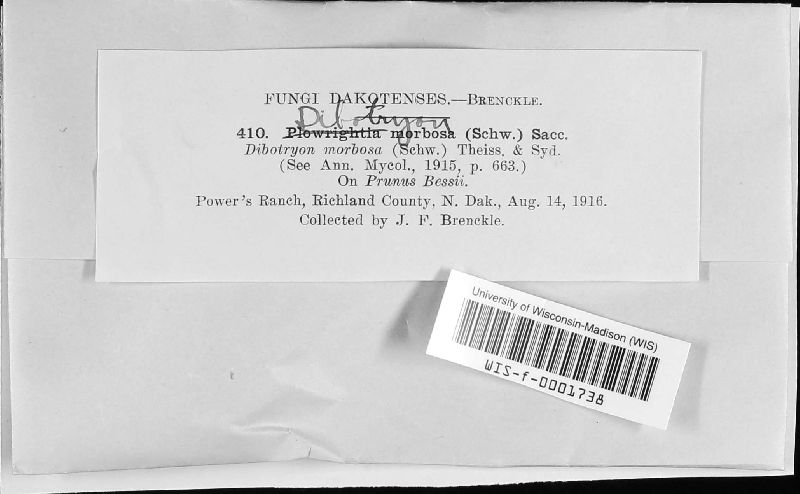 FUNGI DAKOTENSES.—BRENCKLE.
Dibotryon
410. Plowrightia morbosa (Schw.) Sacc.
Dibotryon morbosa (Schw.) Theiss. & Syd.
(See Ann. Mycol., 1915, p. 663.)
On Prunus Bessii.
Power's Ranch, Richland County, N. Dak., Aug. 14, 1916.
Collected by J. F. Brenckle.
University of Wisconsin-Madison (WIS)
WIS-f-0001738